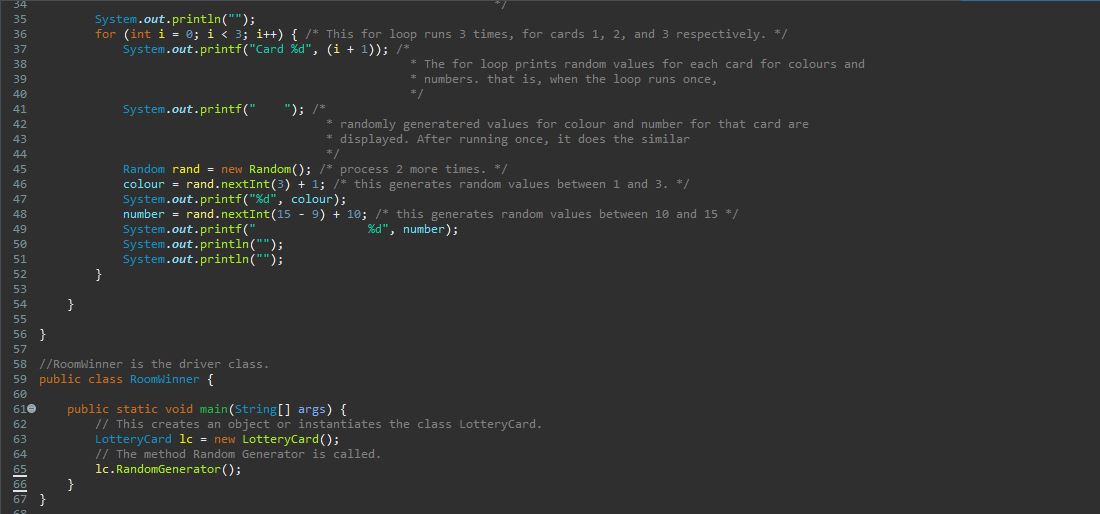 34 */
35 System.out.println("");
36 for (int i = 0; i < 3; i++) { /* This for loop runs 3 times, for cards 1, 2, and 3 respectively. */
37 System.out.printf("Card %d", (i + 1)); /*
38 * The for loop prints random values for each card for colours and
39 * numbers. that is, when the loop runs once,
40 */
41 System.out.printf("    "); /*
42 * randomly generatered values for colour and number for that card are
43 * displayed. After running once, it does the similar
44 */
45 Random rand = new Random(); /* process 2 more times. */
46 colour = rand.nextInt(3) + 1; /* this generates random values between 1 and 3. */
47 System.out.printf("%d", colour);
48 number = rand.nextInt(15 - 9) + 10; /* this generates random values between 10 and 15 */
49 System.out.printf("                %d", number);
50 System.out.println("");
51 System.out.println("");
52 }
53
54 }
55
56 }
57
58 //RoomWinner is the driver class.
59 public class RoomWinner {
60
61 public static void main(String[] args) {
62 // This creates an object or instantiates the class LotteryCard.
63 LotteryCard lc = new LotteryCard();
64 // The method Random Generator is called.
65 lc.RandomGenerator();
66 }
67 }
68